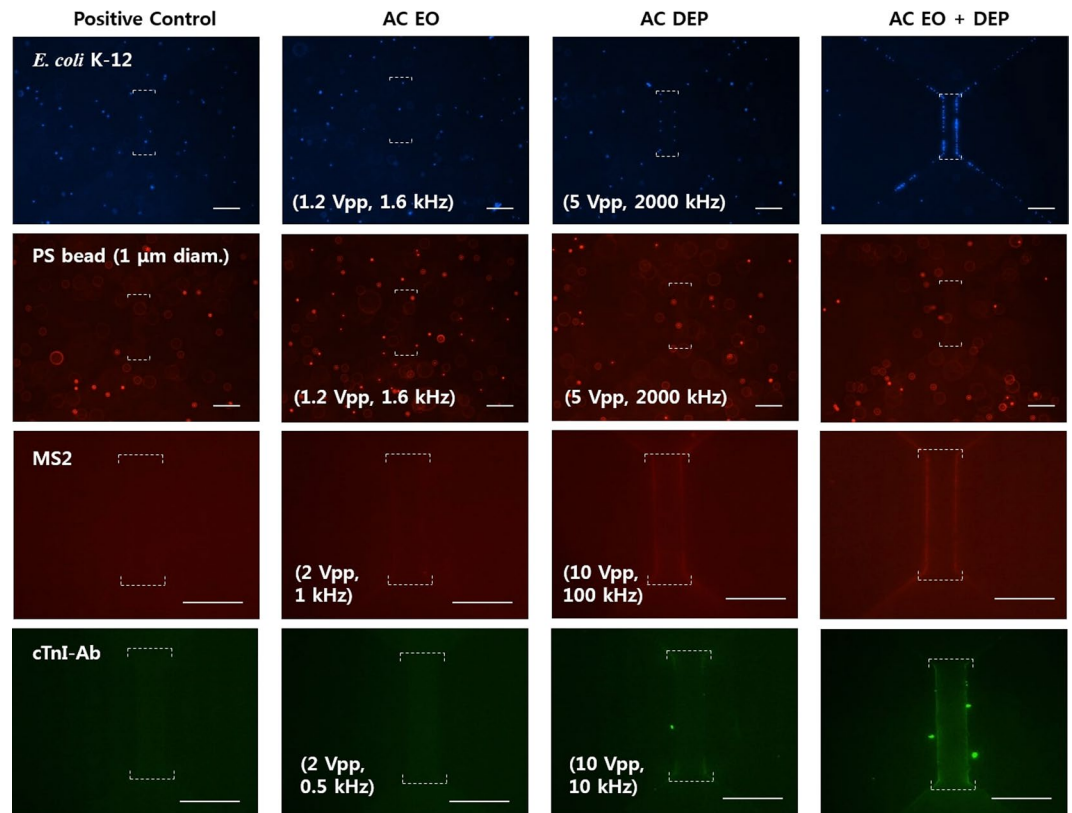 Positive Control
AC EO
AC DEP
AC EO + DEP
E. coli K-12
(1.2 Vpp, 1.6 kHz)
(5 Vpp, 2000 kHz)
PS bead (1 µm diam.)
(1.2 Vpp, 1.6 kHz)
(5 Vpp, 2000 kHz)
MS2
(2 Vpp,
1 kHz)
(10 Vpp,
100 kHz)
cTnI-Ab
(2 Vpp,
0.5 kHz)
(10 Vpp,
10 kHz)